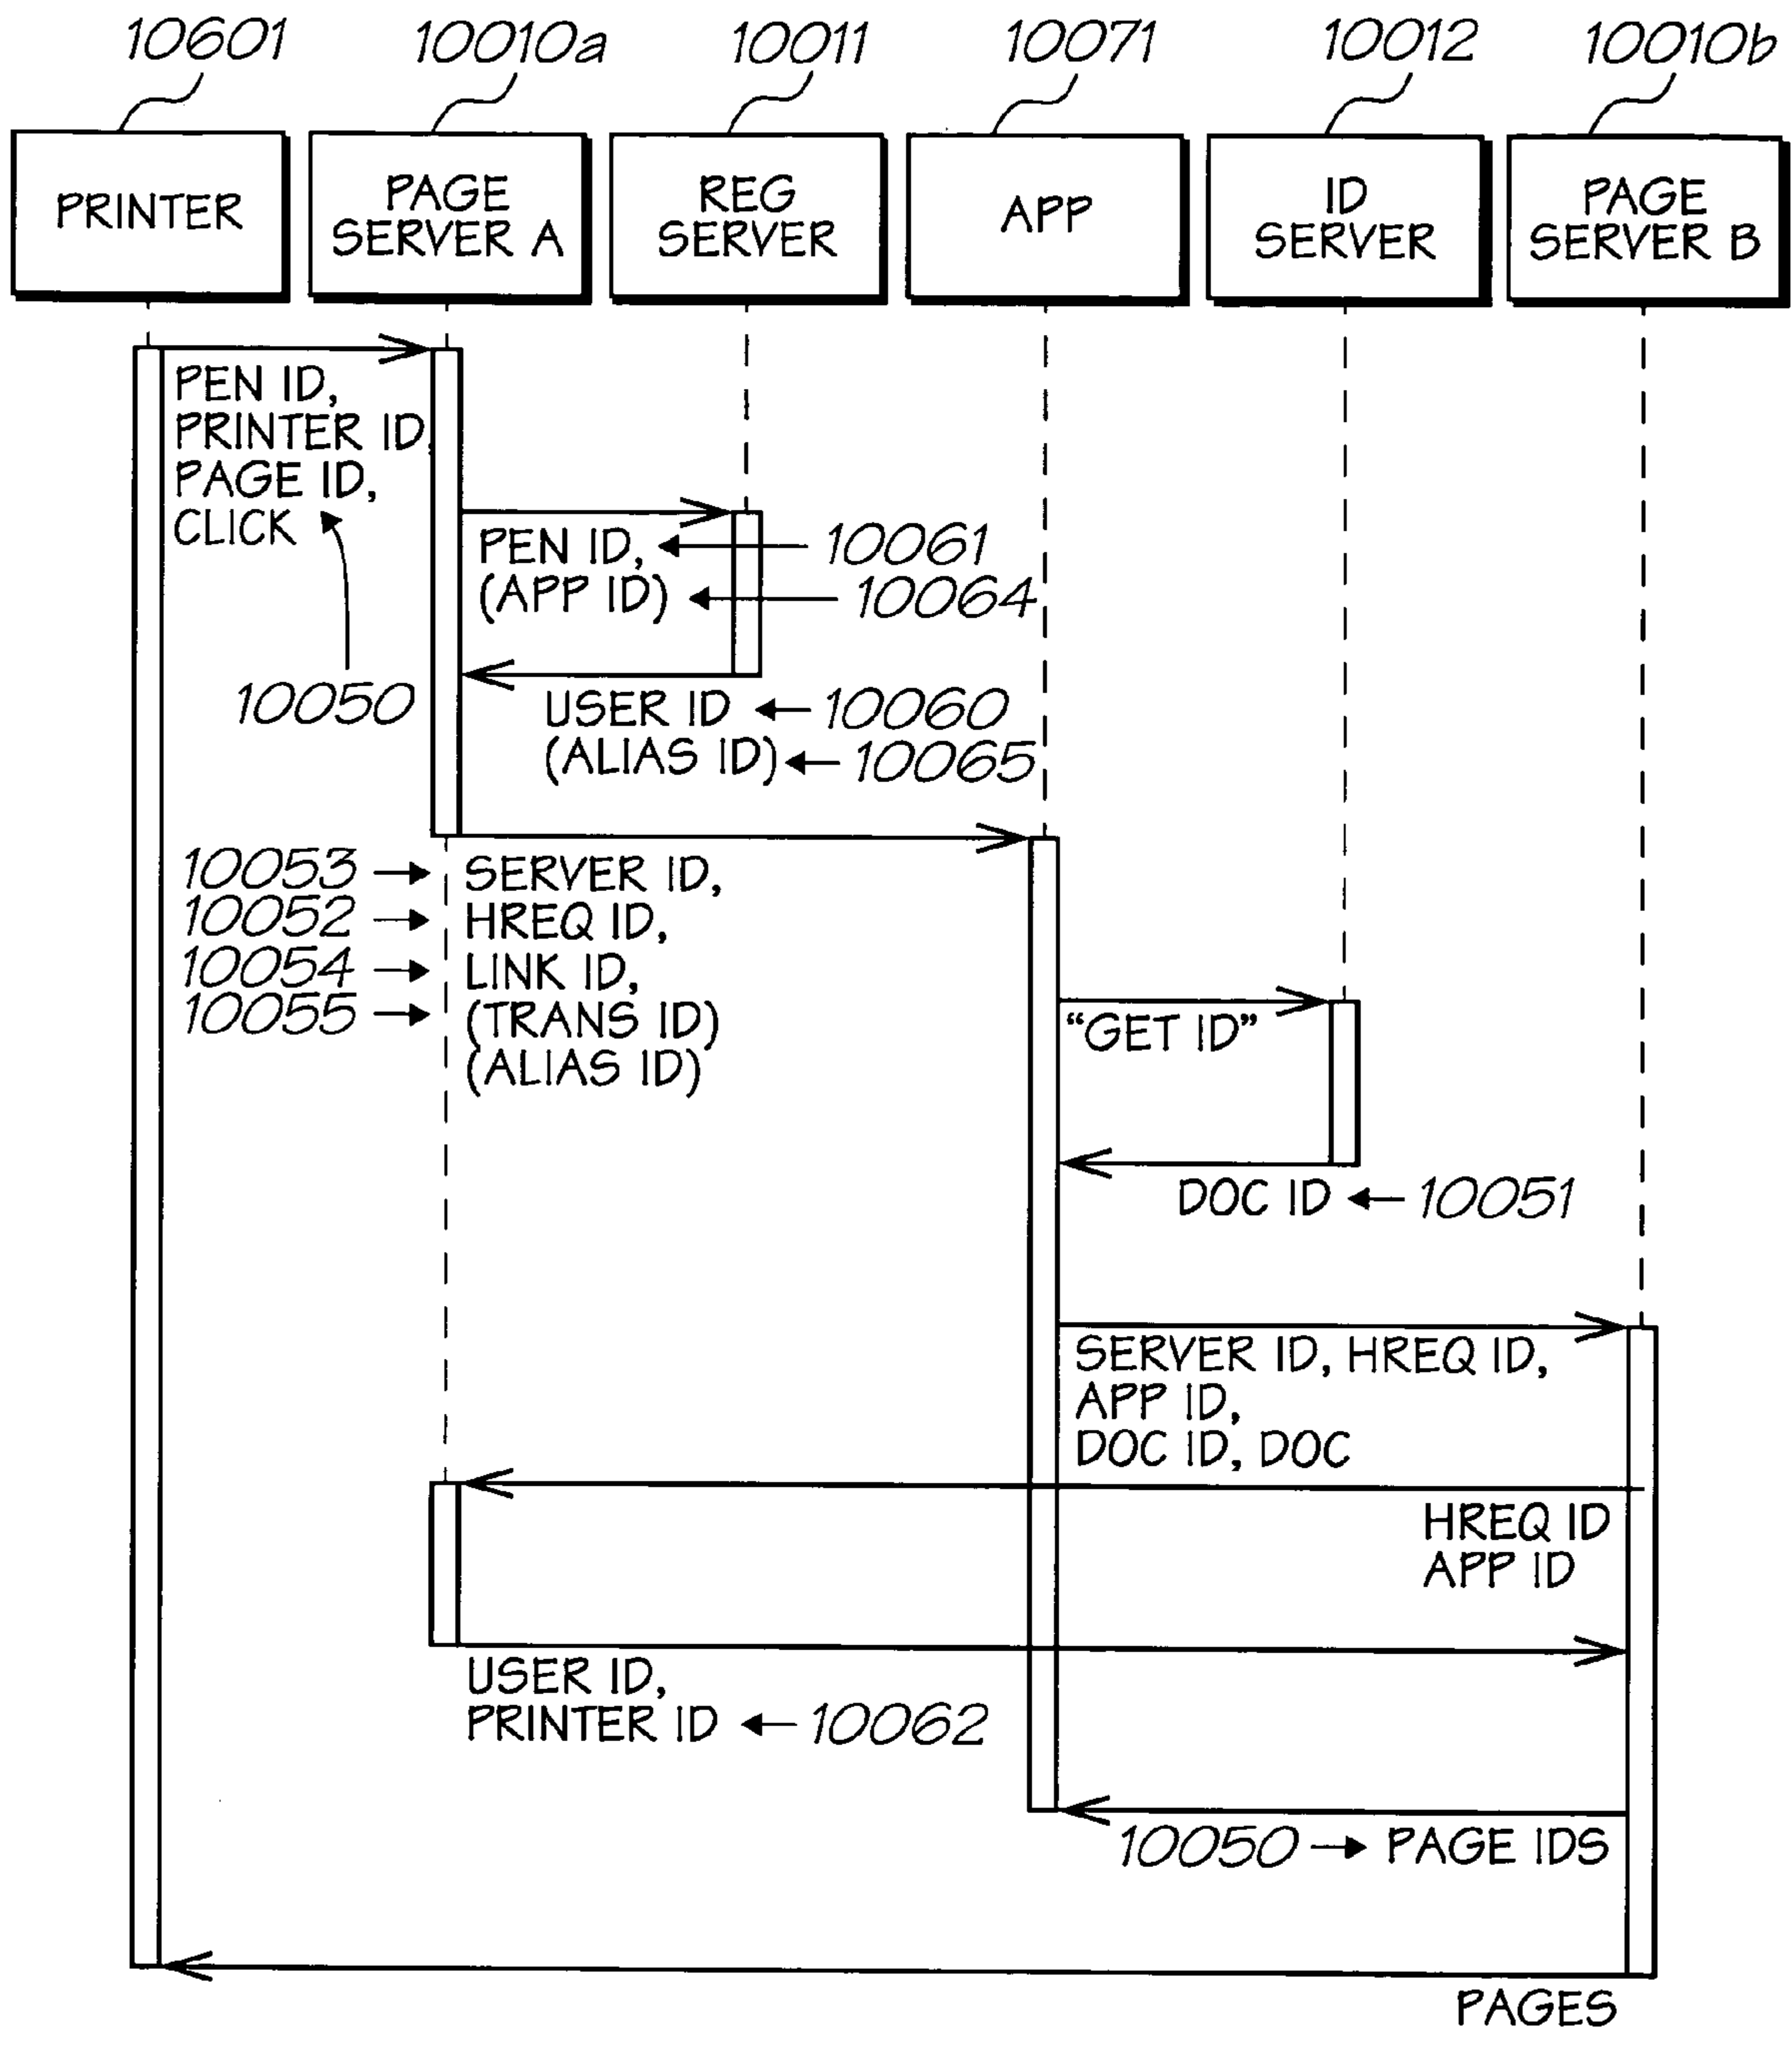 10601 10010a 10011 10071 10012 10010b
PRINTER
PAGE
SERVER A
REG
SERVER
APP
ID
SERVER
PAGE
SERVER B
PEN ID,
PRINTER ID
PAGE ID,
CLICK
10050
PEN ID, 10061
(APP ID) 10064
USER ID 10060
(ALIAS ID) 10065
10053 SERVER ID,
10052 HREQ ID,
10054 LINK ID,
10055 (TRANS ID)
(ALIAS ID)
“GET ID”
DOC ID 10051
SERVER ID, HREQ ID,
APP ID,
DOC ID, DOC
HREQ ID
APP ID
USER ID,
PRINTER ID 10062
10050 PAGE IDS
PAGES